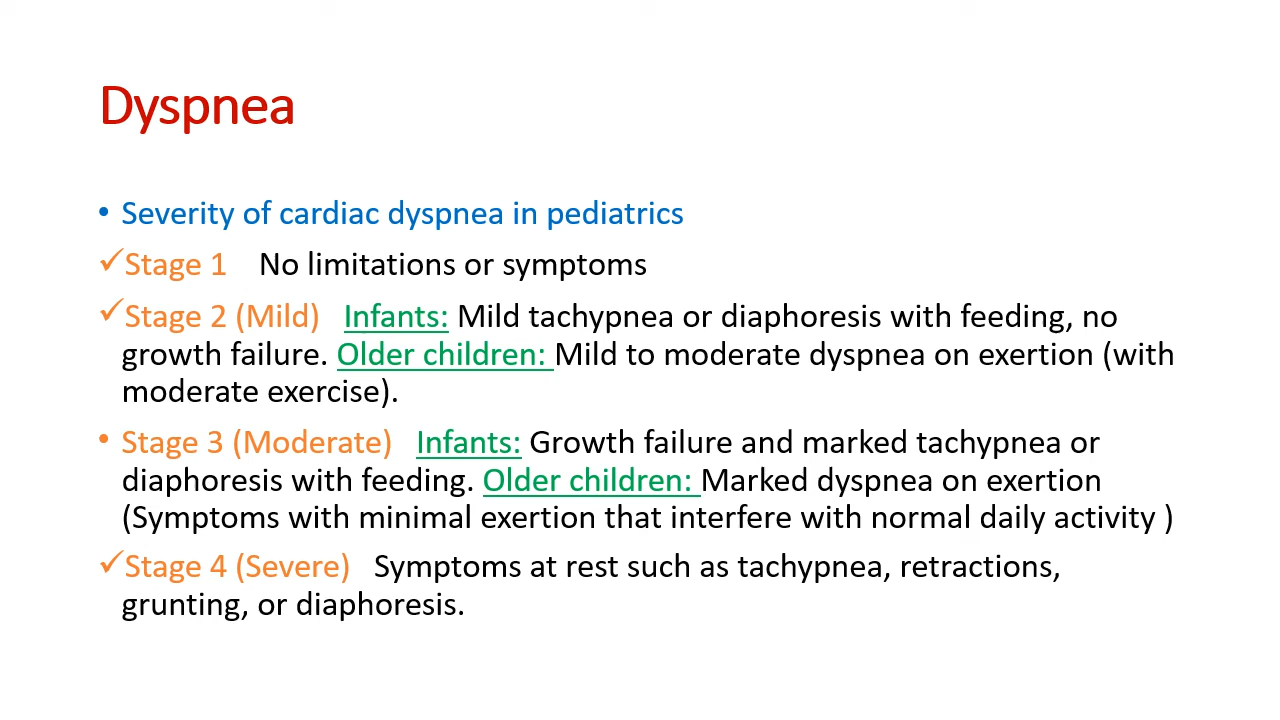 Dyspnea
• Severity of cardiac dyspnea in pediatrics
✓Stage 1 No limitations or symptoms
✓Stage 2 (Mild) Infants: Mild tachypnea or diaphoresis with feeding, no
growth failure. Older children: Mild to moderate dyspnea on exertion (with
moderate exercise).
• Stage 3 (Moderate) Infants: Growth failure and marked tachypnea or
diaphoresis with feeding. Older children: Marked dyspnea on exertion
(Symptoms with minimal exertion that interfere with normal daily activity )
✓Stage 4 (Severe) Symptoms at rest such as tachypnea, retractions,
grunting, or diaphoresis.